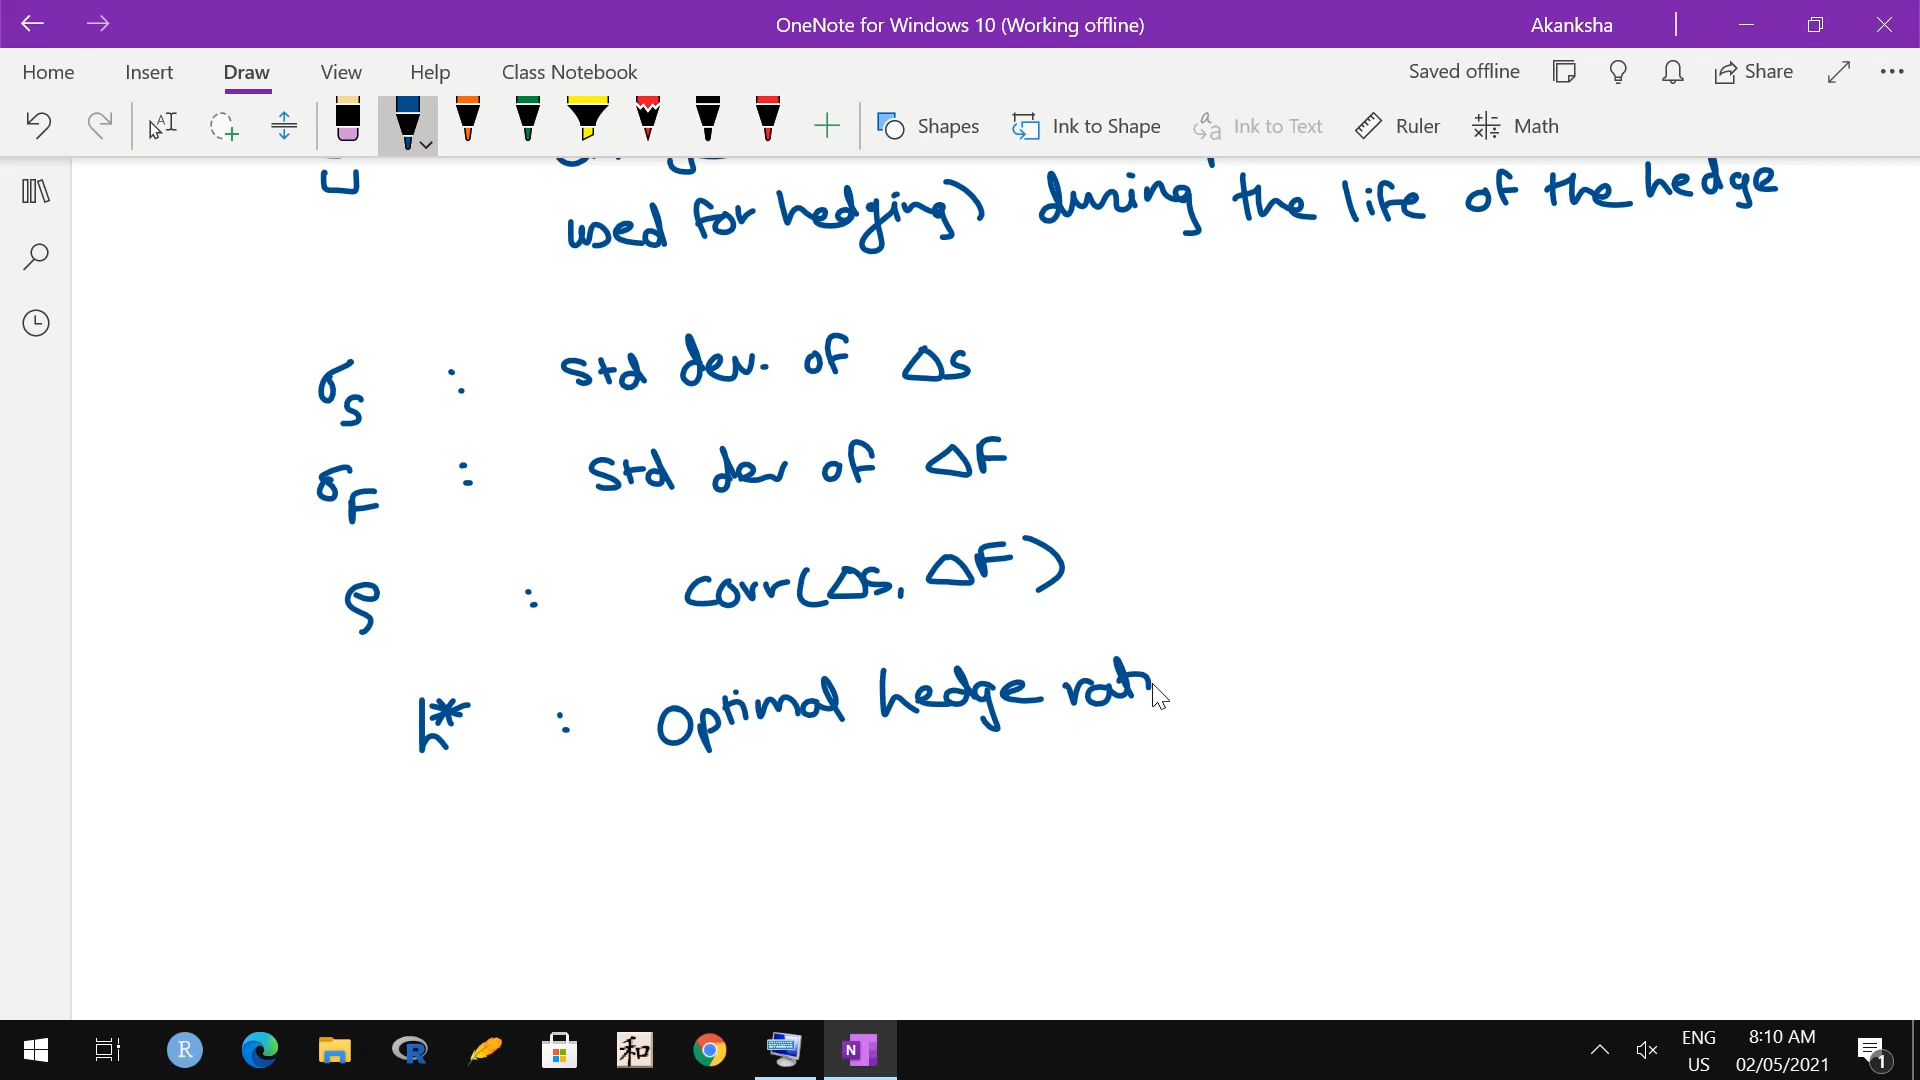 OneNote for Windows 10 (Working offline)
Akanksha
Home Insert Draw View Help Class Notebook
Saved offline Share
Shapes Ink to Shape Ink to Text Ruler Math
used for hedging) during the life of the hedge
σS : Std dev. of ΔS
σF : Std dev of ΔF
ρ : corr(ΔS, ΔF)
h* : Optimal hedge rati
ENG 8:10 AM
US 02/05/2021
1